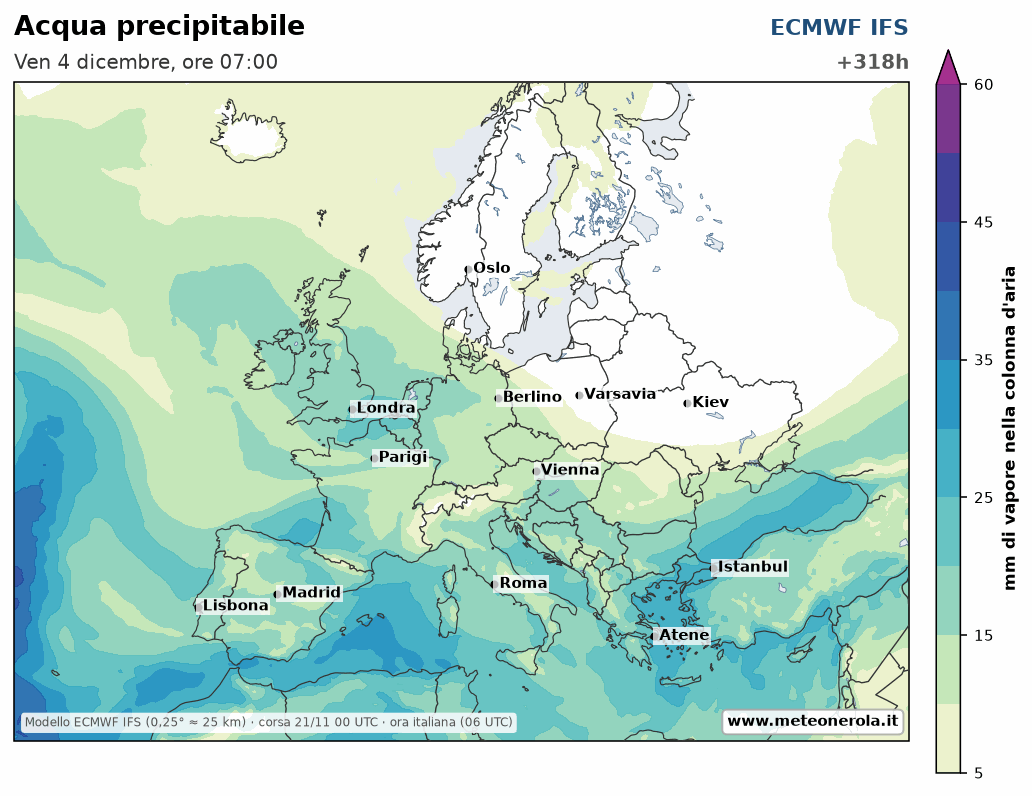 Acqua precipitabile
ECMWF IFS
Ven 4 dicembre, ore 07:00
+318h
60
45
35
25
15
5
mm di vapore nella colonna d'aria
Oslo
Berlino
Varsavia
Kiev
Londra
Parigi
Vienna
Istanbul
Roma
Madrid
Lisbona
Atene
Modello ECMWF IFS (0,25° ≈ 25 km) · corsa 21/11 00 UTC · ora italiana (06 UTC)
www.meteonerola.it